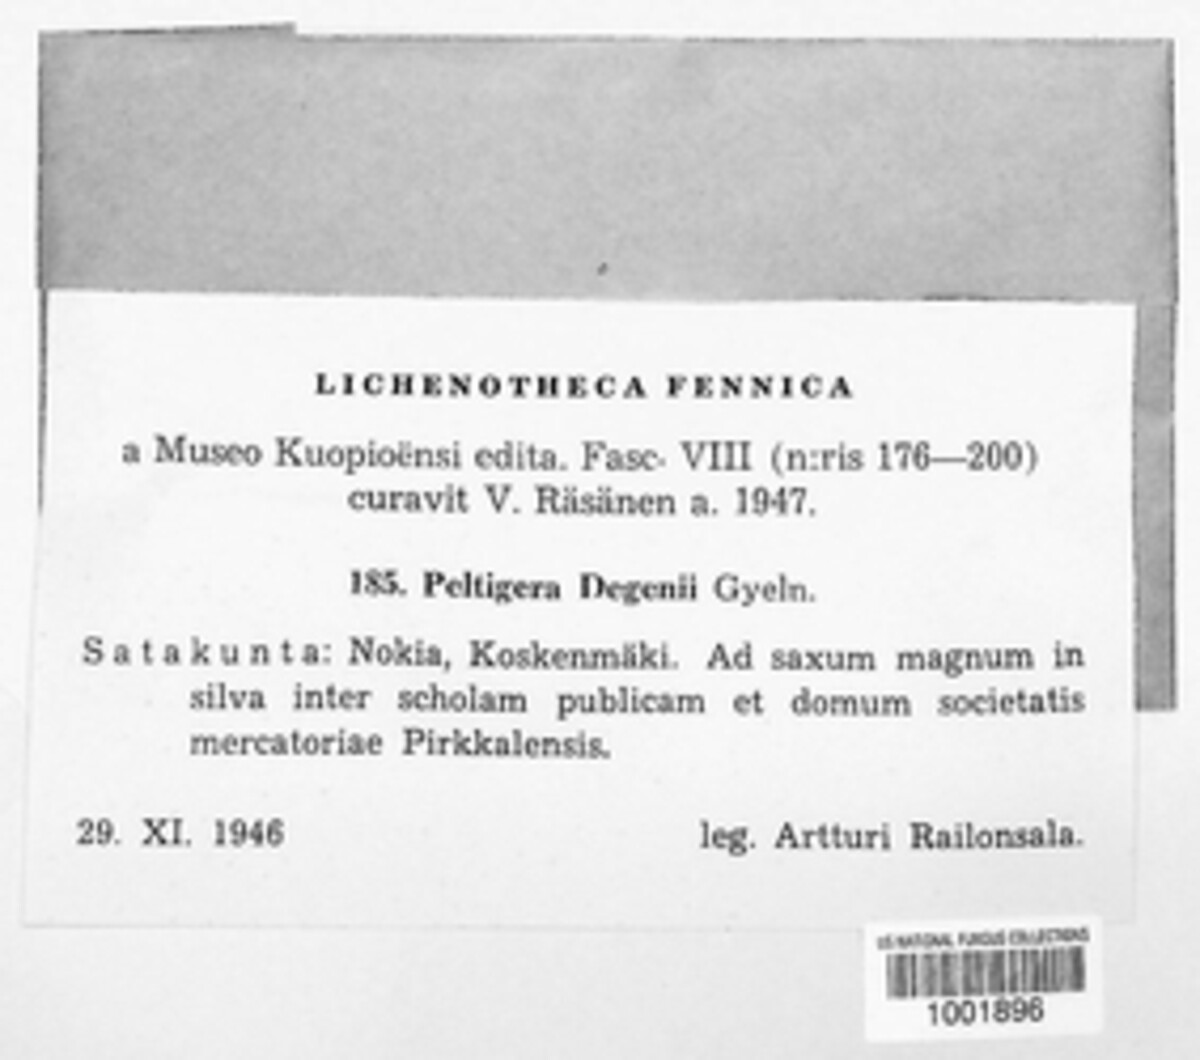 LICHENOTHECA FENNICA
a Museo Kuopioënsi edita. Fasc. VIII (n:ris 176—200)
curavit V. Räsänen a. 1947.
185. Peltigera Degenii Gyeln.
Satakunta: Nokia, Koskenmäki. Ad saxum magnum in
silva inter scholam publicam et domum societatis
mercatoriae Pirkkalensis.
29. XI. 1946 leg. Artturi Railonsala.
US NATIONAL FUNGUS COLLECTIONS
1001896